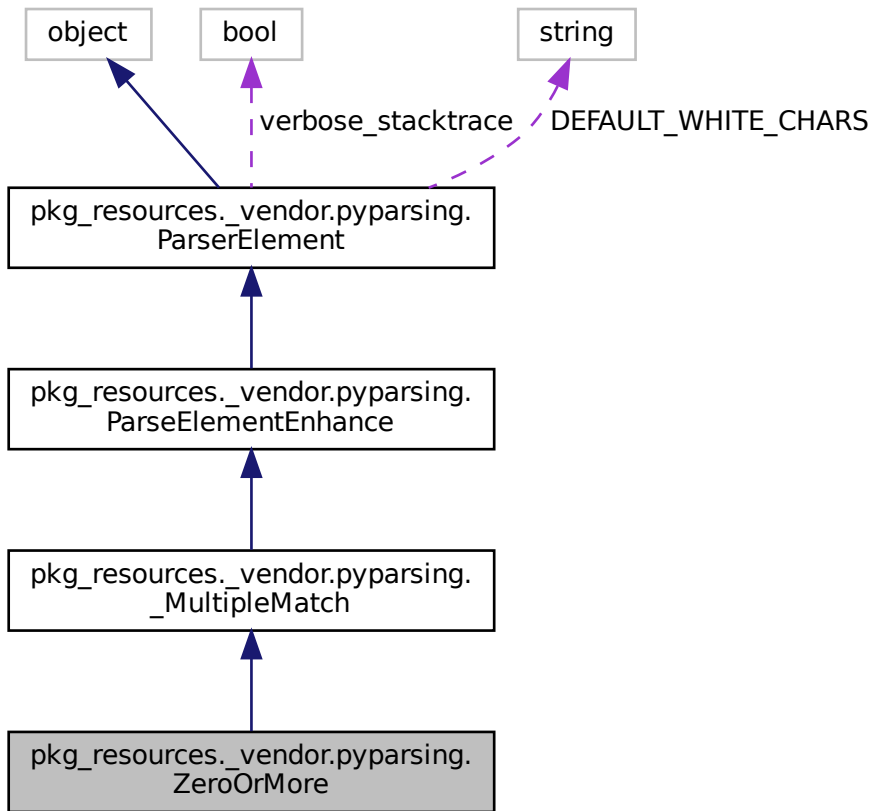 object
bool
string
verbose_stacktrace
DEFAULT_WHITE_CHARS
pkg_resources._vendor.pyparsing.
ParserElement
pkg_resources._vendor.pyparsing.
ParseElementEnhance
pkg_resources._vendor.pyparsing.
_MultipleMatch
pkg_resources._vendor.pyparsing.
ZeroOrMore